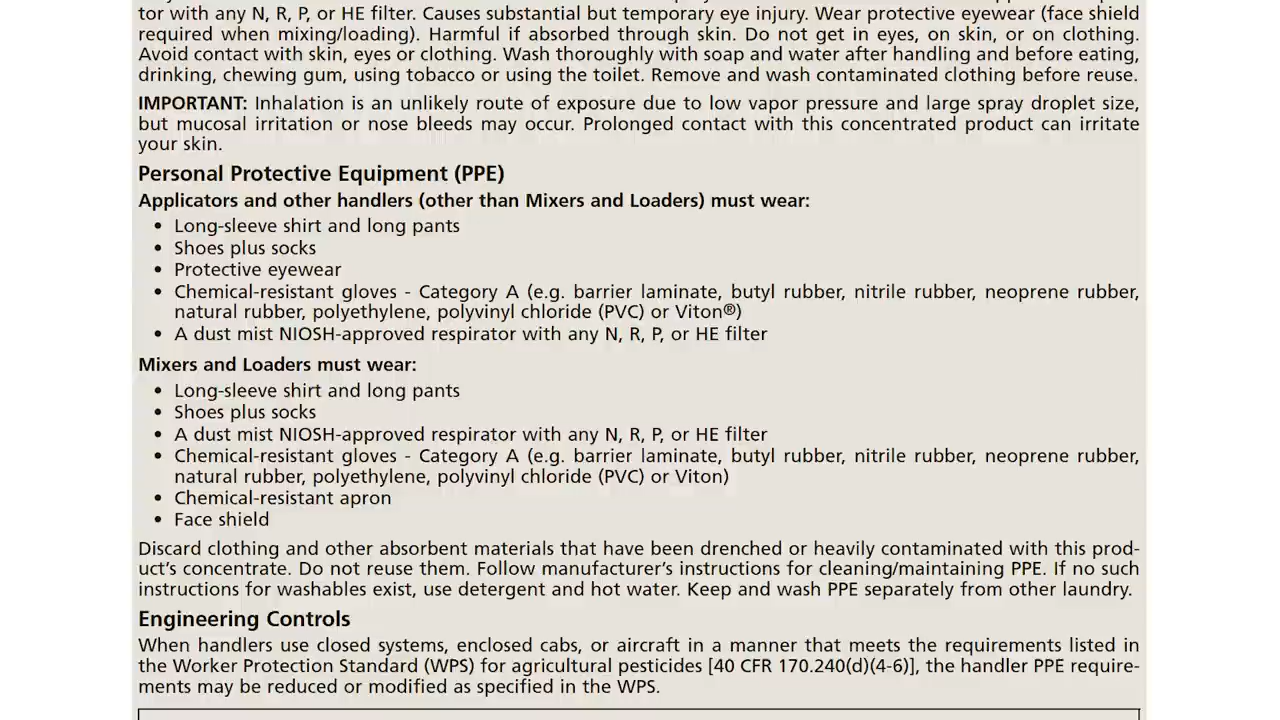 tor with any N, R, P, or HE filter. Causes substantial but temporary eye injury. Wear protective eyewear (face shield
required when mixing/loading). Harmful if absorbed through skin. Do not get in eyes, on skin, or on clothing.
Avoid contact with skin, eyes or clothing. Wash thoroughly with soap and water after handling and before eating,
drinking, chewing gum, using tobacco or using the toilet. Remove and wash contaminated clothing before reuse.
IMPORTANT: Inhalation is an unlikely route of exposure due to low vapor pressure and large spray droplet size,
but mucosal irritation or nose bleeds may occur. Prolonged contact with this concentrated product can irritate
your skin.
Personal Protective Equipment (PPE)
Applicators and other handlers (other than Mixers and Loaders) must wear:
• Long-sleeve shirt and long pants
• Shoes plus socks
• Protective eyewear
• Chemical-resistant gloves - Category A (e.g. barrier laminate, butyl rubber, nitrile rubber, neoprene rubber,
natural rubber, polyethylene, polyvinyl chloride (PVC) or Viton®)
• A dust mist NIOSH-approved respirator with any N, R, P, or HE filter
Mixers and Loaders must wear:
• Long-sleeve shirt and long pants
• Shoes plus socks
• A dust mist NIOSH-approved respirator with any N, R, P, or HE filter
• Chemical-resistant gloves - Category A (e.g. barrier laminate, butyl rubber, nitrile rubber, neoprene rubber,
natural rubber, polyethylene, polyvinyl chloride (PVC) or Viton)
• Chemical-resistant apron
• Face shield
Discard clothing and other absorbent materials that have been drenched or heavily contaminated with this prod-
uct's concentrate. Do not reuse them. Follow manufacturer's instructions for cleaning/maintaining PPE. If no such
instructions for washables exist, use detergent and hot water. Keep and wash PPE separately from other laundry.
Engineering Controls
When handlers use closed systems, enclosed cabs, or aircraft in a manner that meets the requirements listed in
the Worker Protection Standard (WPS) for agricultural pesticides [40 CFR 170.240(d)(4-6)], the handler PPE require-
ments may be reduced or modified as specified in the WPS.